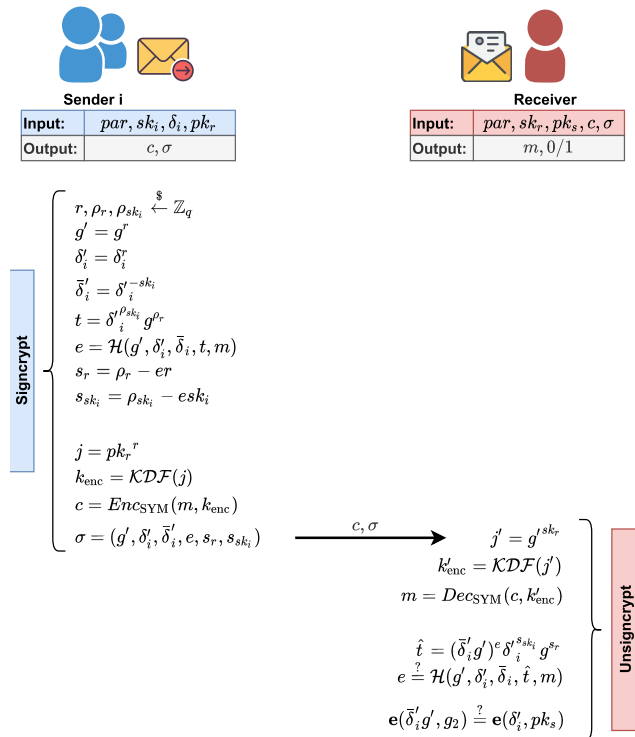 Sender i
Input: par, sk_i, δ_i, pk_r
Output: c, σ
Receiver
Input: par, sk_r, pk_s, c, σ
Output: m, 0/1
Signcrypt
r, ρ_r, ρ_{sk_i} ←^$ ℤ_q
g′ = g^r
δ′_i = δ_i^r
δ̄′_i = δ′_i^{−sk_i}
t = δ′_i^{ρ_{sk_i}} g^{ρ_r}
e = ℋ(g′, δ′_i, δ̄_i, t, m)
s_r = ρ_r − er
s_{sk_i} = ρ_{sk_i} − esk_i
j = pk_r^r
k_enc = 𝒦𝒟ℱ(j)
c = Enc_SYM(m, k_enc)
σ = (g′, δ′_i, δ̄′_i, e, s_r, s_{sk_i})
c, σ
j′ = g′^{sk_r}
k′_enc = 𝒦𝒟ℱ(j′)
m = Dec_SYM(c, k′_enc)
t̂ = (δ̄′_i g′)^e δ′_i^{s_{sk_i}} g^{s_r}
e ≟ ℋ(g′, δ′_i, δ̄_i, t̂, m)
𝐞(δ̄′_i g′, g_2) ≟ 𝐞(δ′_i, pk_s)
Unsigncrypt